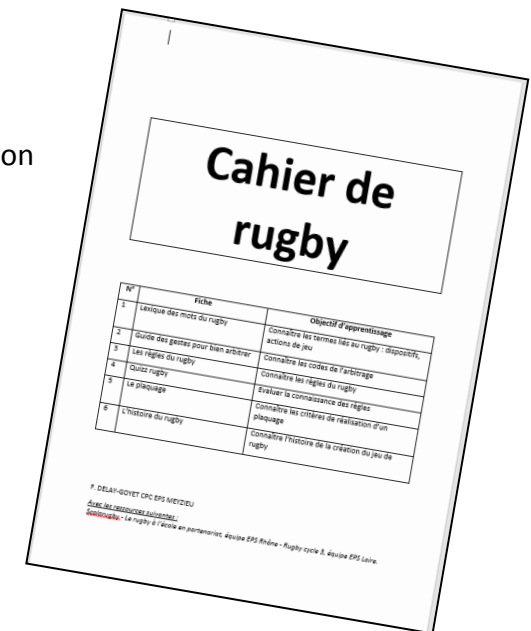 on
Cahier de
rugby
N° Fiche Objectif d'apprentissage
1 Lexique des mots du rugby Connaître les termes liés au rugby : dispositifs,
actions de jeu
2 Guide des gestes pour bien arbitrer Connaître les codes de l'arbitrage
3 Les règles du rugby Connaître les règles du rugby
4 Quizz rugby Evaluer la connaissance des règles
5 Le plaquage Connaître les critères de réalisation d'un
plaquage
6 L'histoire du rugby Connaître l'histoire de la création du jeu de
rugby
F. DELAY-GOYET CPC EPS MEYZIEU
Avec les ressources suivantes :
Scolarugby - Le rugby à l'école en partenariat, équipe EPS Rhône - Rugby cycle 3, équipe EPS Loire.